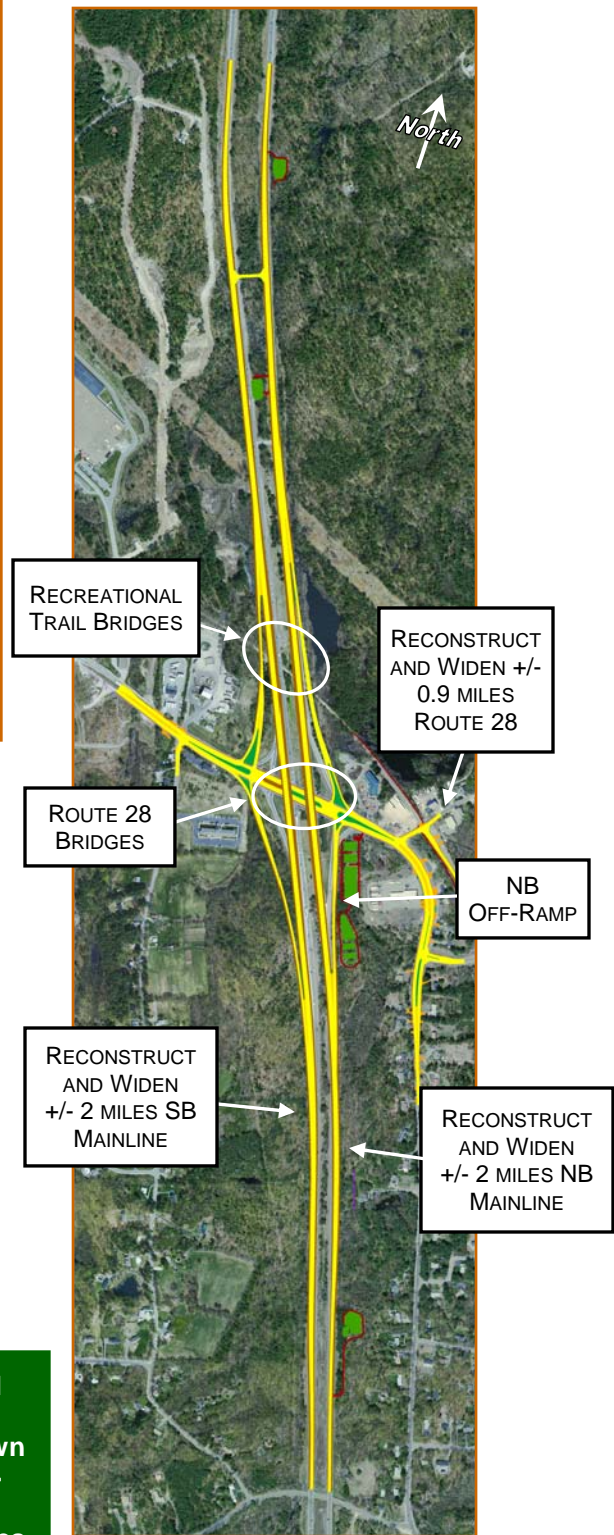 North
RECREATIONAL
TRAIL BRIDGES
RECONSTRUCT
AND WIDEN +/-
0.9 MILES
ROUTE 28
ROUTE 28
BRIDGES
NB
OFF-RAMP
RECONSTRUCT
AND WIDEN
+/- 2 MILES SB
MAINLINE
RECONSTRUCT
AND WIDEN
+/- 2 MILES NB
MAINLINE